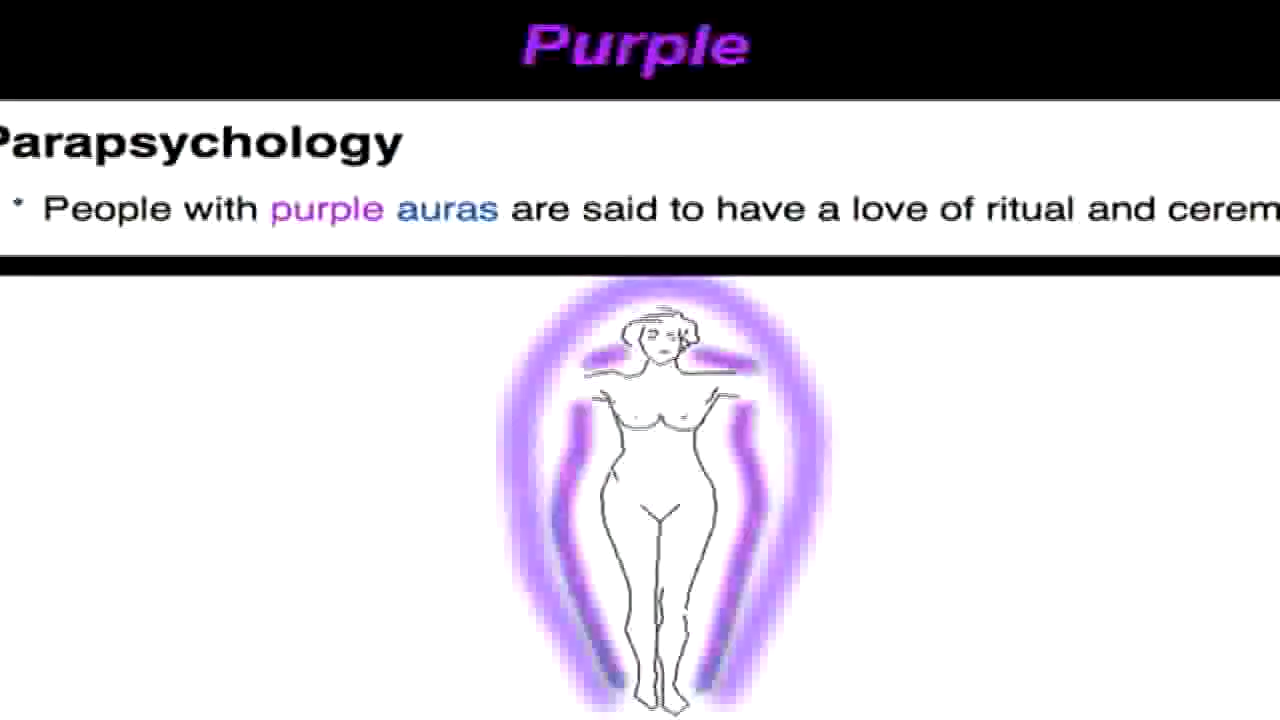 Purple
Parapsychology
* People with purple auras are said to have a love of ritual and cerem